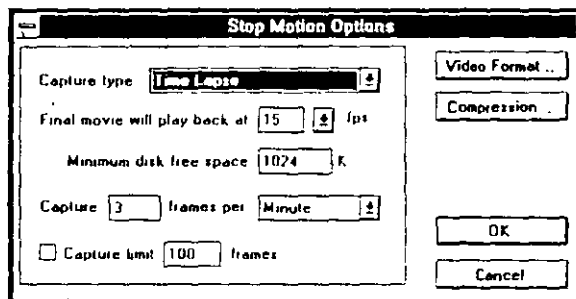 Stop Motion Options
Capture type Time Lapse
Video Format ..
Final movie will play back at 15 fps
Compression .
Minimum disk free space 1024 K
Capture 3 frames per Minute
Capture limit 100 frames
OK
Cancel